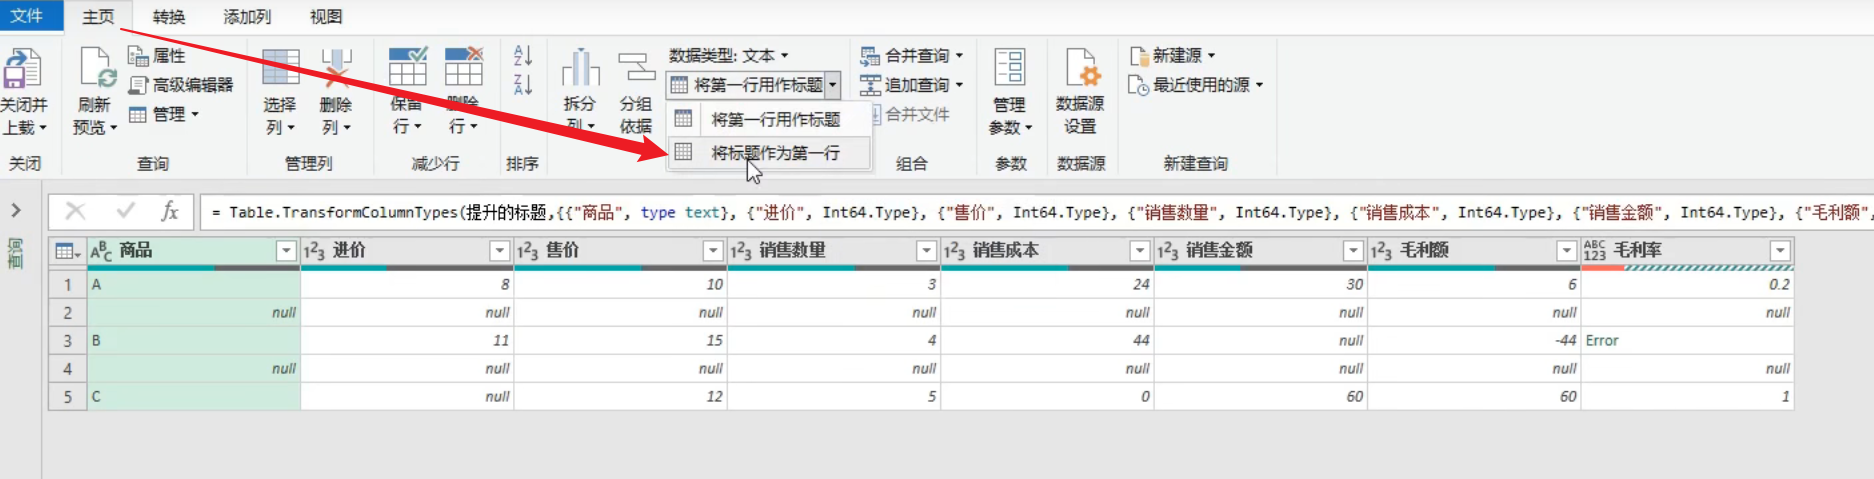 文件 主页 转换 添加列 视图
关闭并
上载
关闭
刷新
预览
属性
高级编辑器
管理
查询
选择
列
删除
列
管理列
保留
行
删除
行
减少行
A
Z
Z
A
排序
拆分
列
分组
依据
数据类型: 文本
将第一行用作标题
将第一行用作标题
将标题作为第一行
合并查询
追加查询
合并文件
组合
管理
参数
参数
数据源
设置
数据源
新建源
最近使用的源
新建查询
查询
fx = Table.TransformColumnTypes(提升的标题,{{"商品", type text}, {"进价", Int64.Type}, {"售价", Int64.Type}, {"销售数量", Int64.Type}, {"销售成本", Int64.Type}, {"销售金额", Int64.Type}, {"毛利额",
ABC 商品 123 进价 123 售价 123 销售数量 123 销售成本 123 销售金额 123 毛利额 ABC123 毛利率
1 A 8 10 3 24 30 6 0.2
2 null null null null null null null null
3 B 11 15 4 44 null -44 Error
4 null null null null null null null null
5 C null 12 5 0 60 60 1